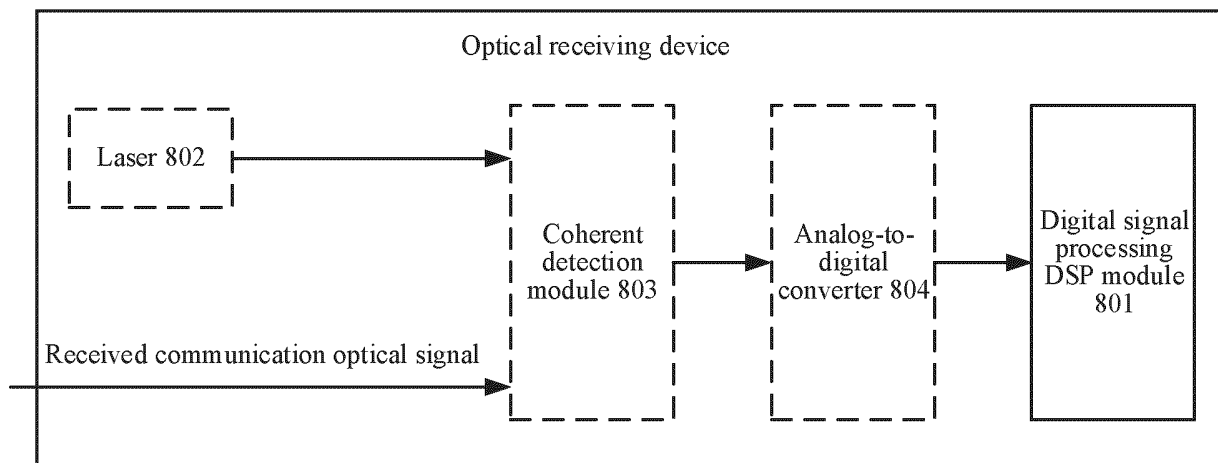 Optical receiving device
Laser 802
Coherent
detection
module 803
Analog-to-
digital
converter 804
Digital signal
processing
DSP module
801
Received communication optical signal